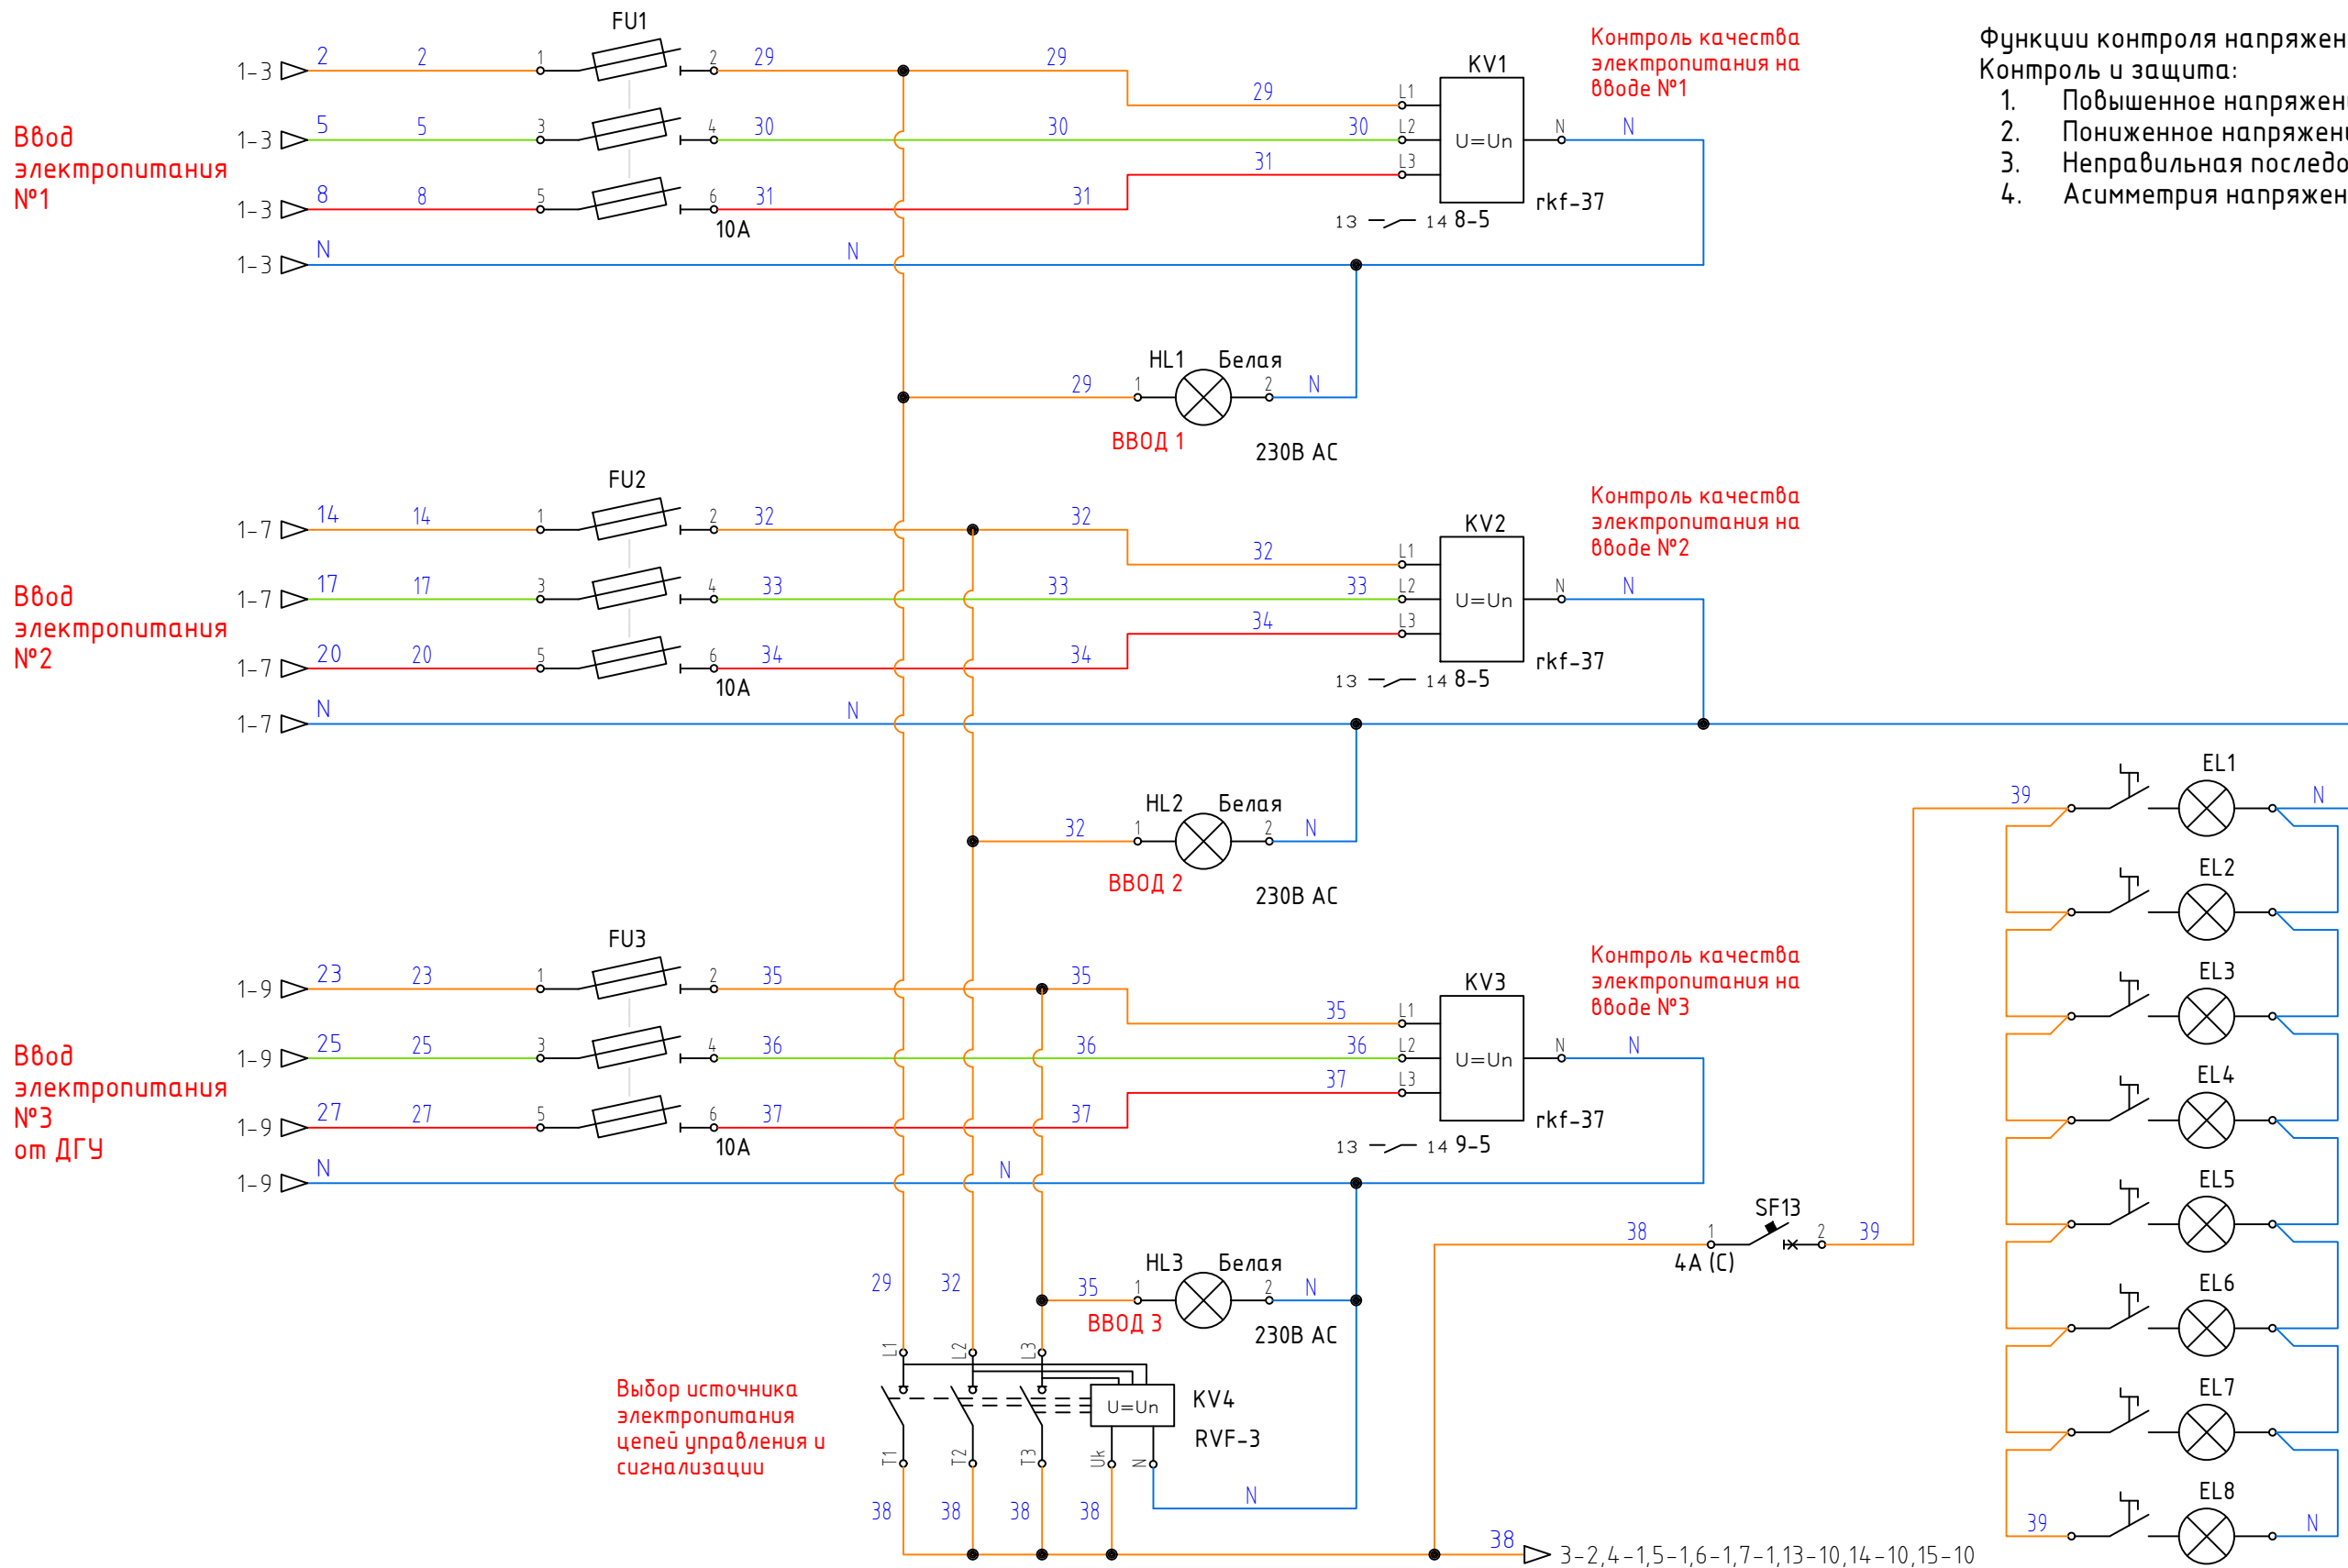 FU1
1-3 2 2 1 2 29 29
29 L1
KV1
Контроль качества
электропитания на
вводе №1
1-3 5 5 3 4 30 30 30 L2
U=Un N N
1-3 8 8 5 6 31 31
31 L3
10А
rkf-37
13 14 8-5
1-3 N N
Ввод
электропитания
№1
Контроль и защита:
1.
2.
3.
4.
HL1 Белая
29 1 2 N
ВВОД 1
230В АС
FU2
1-7 14 14 1 2 32 32
32 L1
KV2
Контроль качества
электропитания на
вводе №2
1-7 17 17 3 4 33 33 33 L2
U=Un N N
1-7 20 20 5 6 34 34
34 L3
10А
rkf-37
13 14 8-5
1-7 N N
Ввод
электропитания
№2
HL2 Белая
32 1 2 N
ВВОД 2
230В АС
FU3
1-9 23 23 1 2 35 35
35 L1
KV3
Контроль качества
электропитания на
вводе №3
1-9 25 25 3 4 36 36 36 L2
U=Un N N
1-9 27 27 5 6 37 37
37 L3
10А
rkf-37
13 14 9-5
1-9 N N
Ввод
электропитания
№3
от ДГУ
HL3 Белая
35 1 2 N
ВВОД 3
230В АС
29 32
L1 L2 L3
Выбор источника
электропитания
цепей управления и
сигнализации
U=Un
KV4
RVF-3
T1 T2 T3 Uk N
38 38 38 38 N
38 3-2,4-1,5-1,6-1,7-1,13-10,14-10,15-10
SF13
38 1 2 39
4А (С)
39 EL1 N
EL2
EL3
EL4
EL5
EL6
EL7
EL8
39 N
Функции контроля
Повышенное
Пониженное
Неправильная
Асимметрия